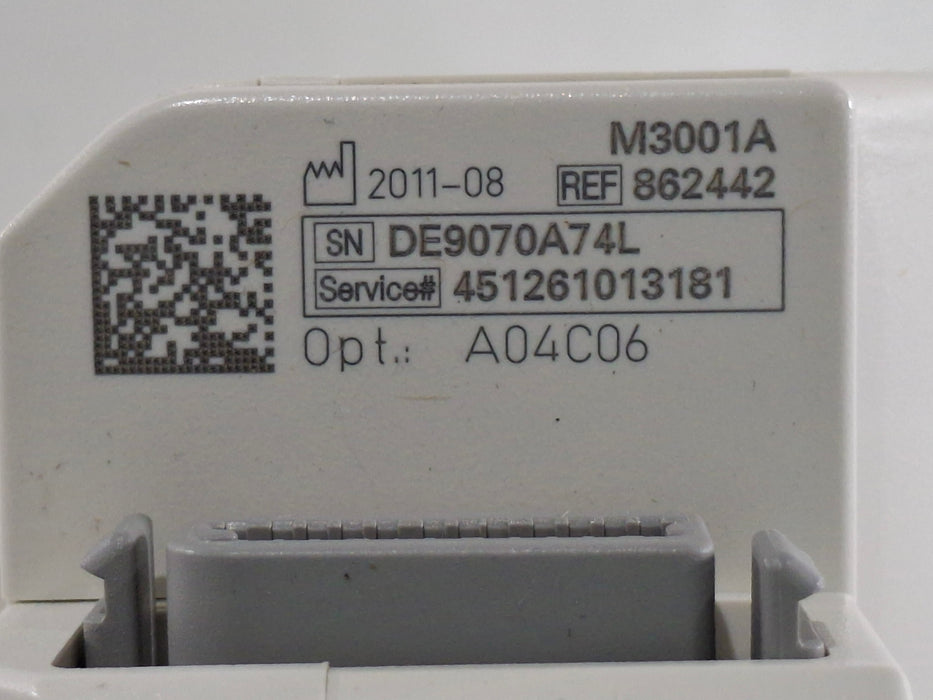 M3001A
2011-08 REF 862442
SN DE9070A74L
Service# 451261013181
Opt.: A04C06